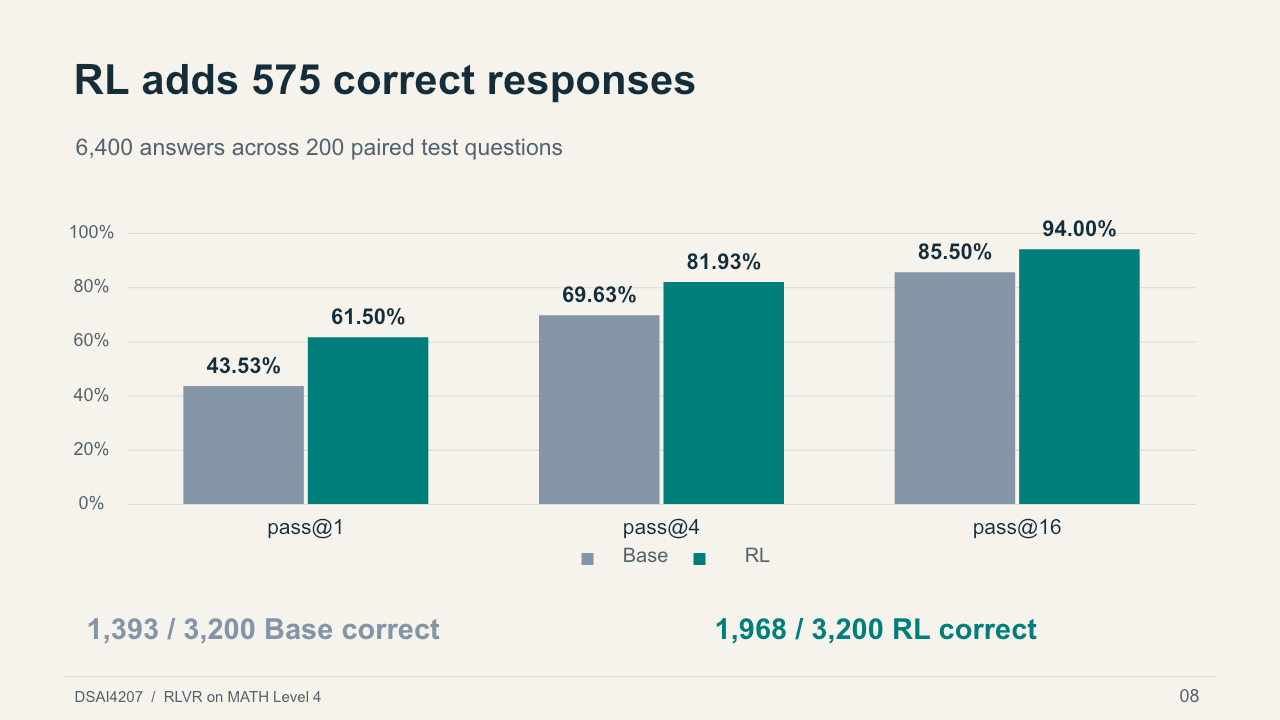 RL adds 575 correct responses
6,400 answers across 200 paired test questions
100%
80%
60%
40%
20%
0%
43.53%
61.50%
69.63%
81.93%
85.50%
94.00%
pass@1
pass@4
pass@16
Base
RL
1,393 / 3,200 Base correct
1,968 / 3,200 RL correct
DSAI4207 / RLVR on MATH Level 4
08